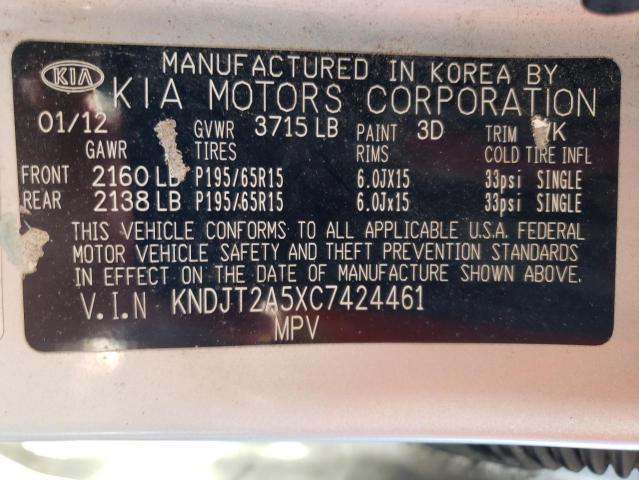 KIA
MANUFACTURED IN KOREA BY
KIA MOTORS CORPORATION
01/12 GVWR 3715 LB PAINT 3D TRIM
GAWR TIRES RIMS COLD TIRE INFL
FRONT 2160 LB P195/65R15 6.0JX15 33psi SINGLE
REAR 2138 LB P195/65R15 6.0Jx15 33psi SINGLE
THIS VEHICLE CONFORMS TO ALL APPLICABLE U.S.A. FEDERAL
MOTOR VEHICLE SAFETY AND THEFT PREVENTION STANDARDS
IN EFFECT ON THE DATE OF MANUFACTURE SHOWN ABOVE.
V.I.N KNDJT2A5XC7424461
MPV